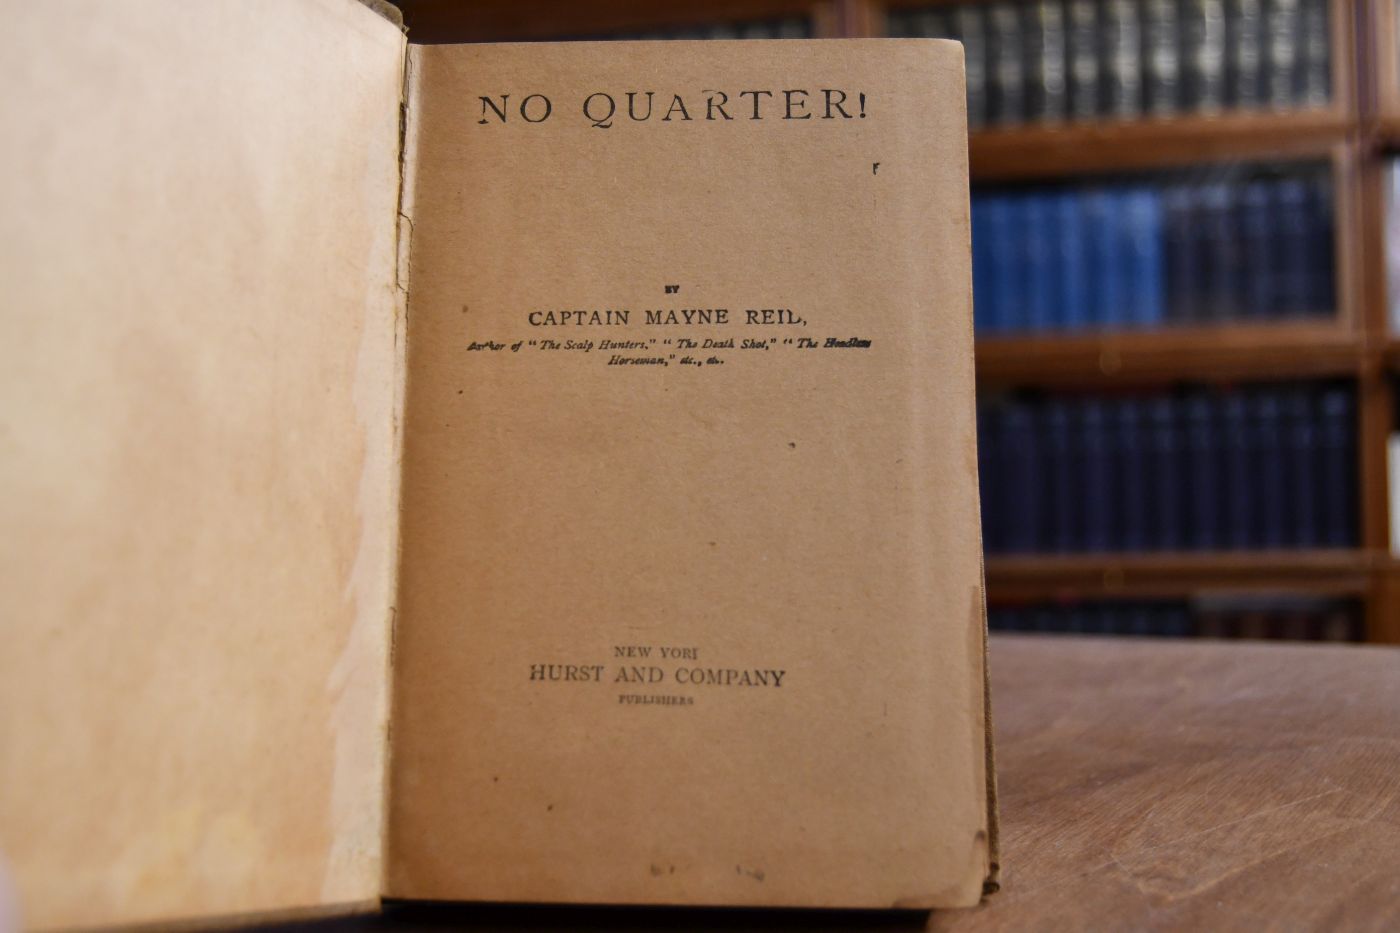 NO QUARTER!
BY
CAPTAIN MAYNE REID,
Author of "The Scalp Hunters," "The Death Shot," "The Headless
Horseman," etc., etc.
NEW YORK
HURST AND COMPANY
PUBLISHERS